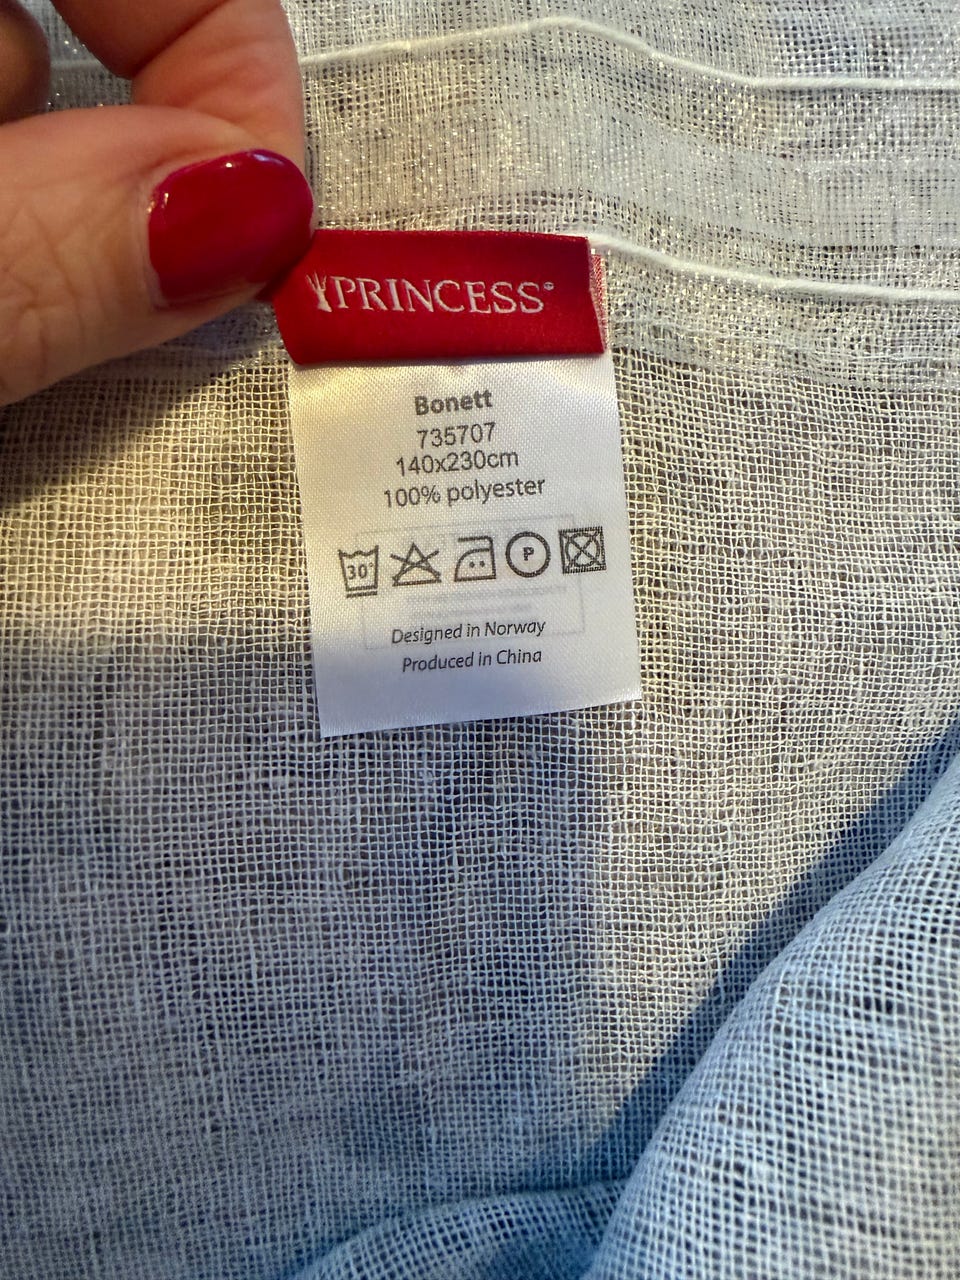 PRINCESS®
Bonett
735707
140x230cm
100% polyester
30° P
Designed in Norway
Produced in China